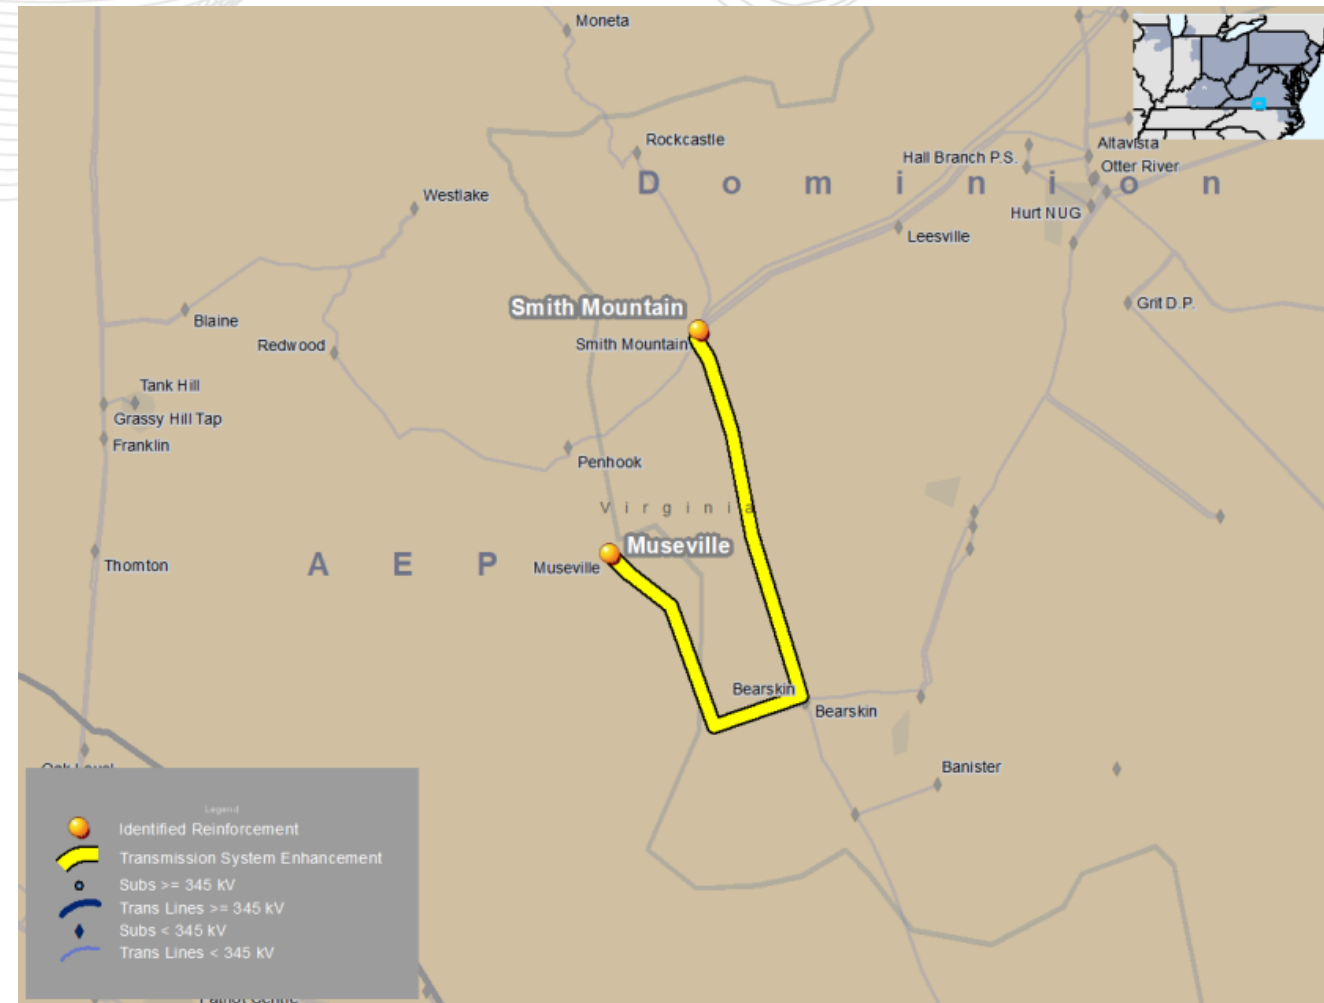 Moneta
Rockcastle
Altavista
Hall Branch P.S.
Otter River
Dominion
Westlake
Hurt NUG
Leesville
Smith Mountain
Grit D.P.
Blaine
Smith Mountain
Redwood
Tank Hill
Grassy Hill Tap
Franklin
Penhook
Virginia
Museville
Thornton
AEP
Museville
Bearskin
Bearskin
Banister
Legend
Identified Reinforcement
Transmission System Enhancement
Subs >= 345 kV
Trans Lines >= 345 kV
Subs < 345 kV
Trans Lines < 345 kV